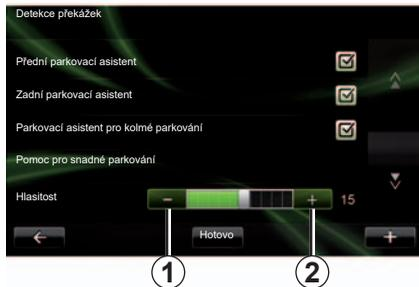 Detekce překážek
Přední parkovací asistent
Zadní parkovací asistent
Parkovací asistent pro kolmé parkování
Pomoc pro snadné parkování
Hlasitost - + 15
Hotovo +
1 2